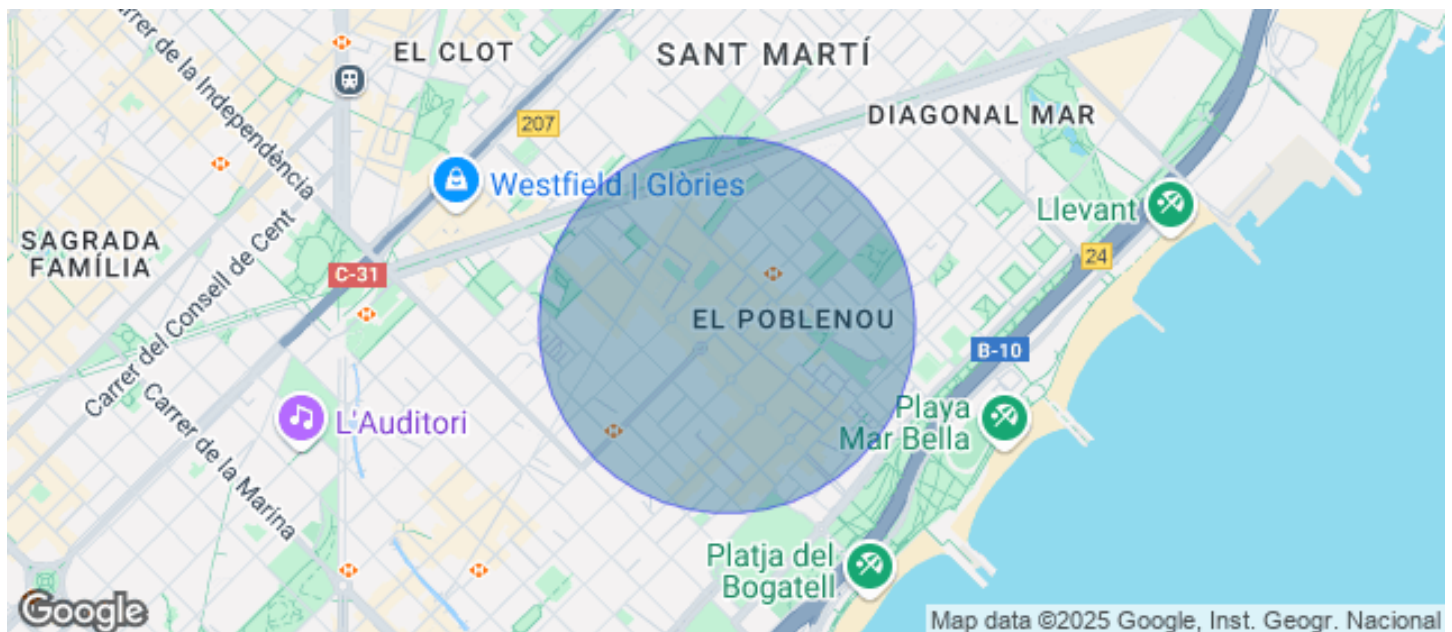 Carrer de la Independència
EL CLOT
SANT MARTÍ
207
DIAGONAL MAR
Westfield | Glòries
Llevant
SAGRADA
FAMÍLIA
Carrer del Consell de Cent
C-31
24
EL POBLENOU
B-10
L'Auditori
Playa
Mar Bella
Carrer de la Marina
Platja del
Bogatell
Google
Map data ©2025 Google, Inst. Geogr. Nacional